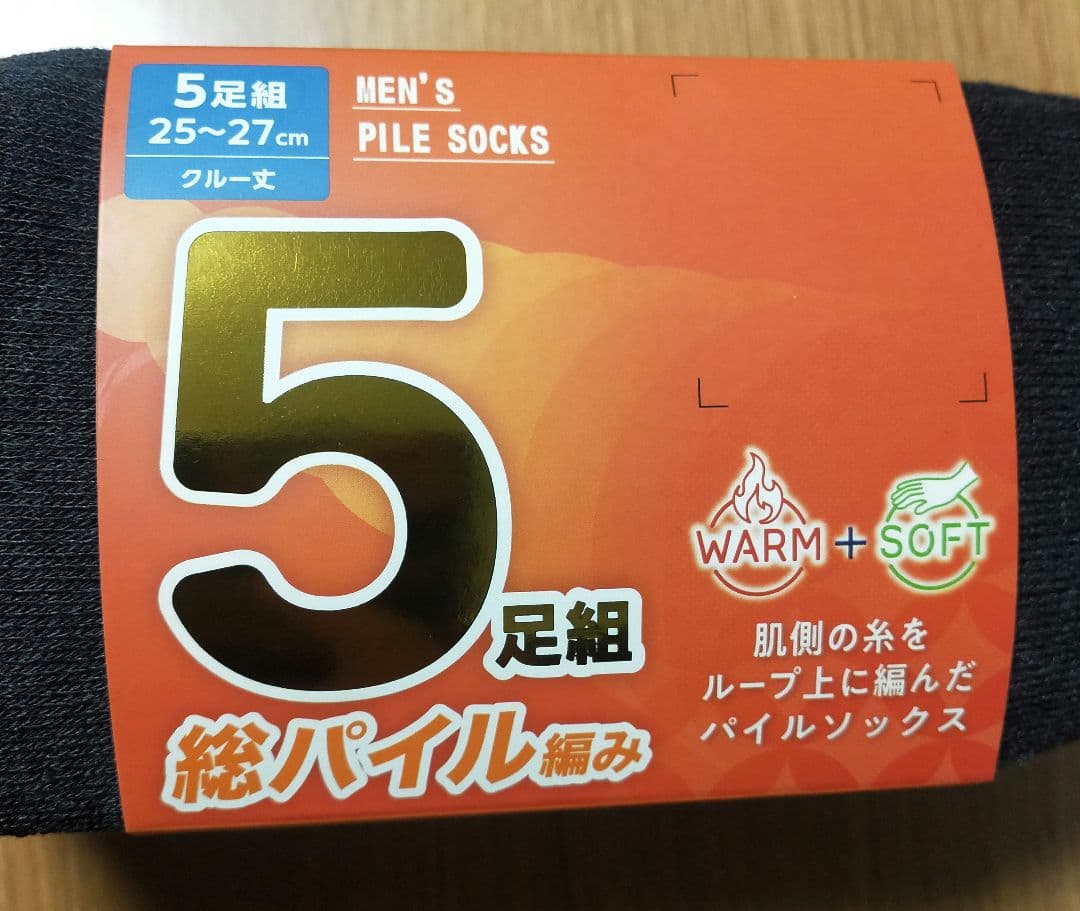 5足組
25〜27cm
クルー丈
MEN'S
PILE SOCKS
5足組
総パイル編み
WARM + SOFT
肌側の糸を
ループ上に編んだ
パイルソックス